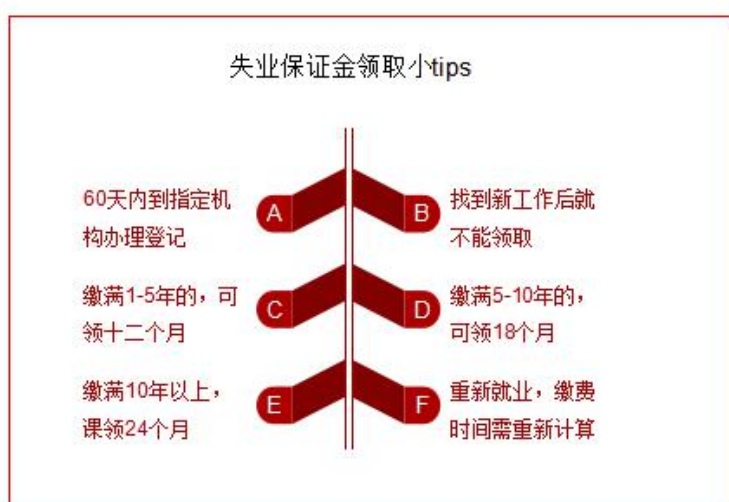 失业保证金领取小tips
60天内到指定机
构办理登记
A
B
找到新工作后就
不能领取
缴满1-5年的，可
领十二个月
C
D
缴满5-10年的，
可领18个月
缴满10年以上，
课领24个月
E
F
重新就业，缴费
时间需重新计算